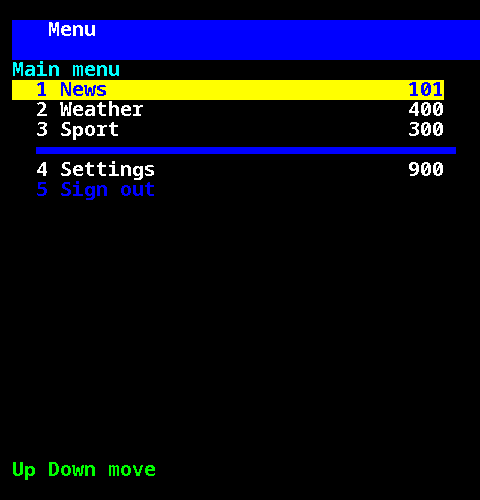 Menu
Main menu
1 News 101
2 Weather 400
3 Sport 300
4 Settings 900
5 Sign out
Up Down move